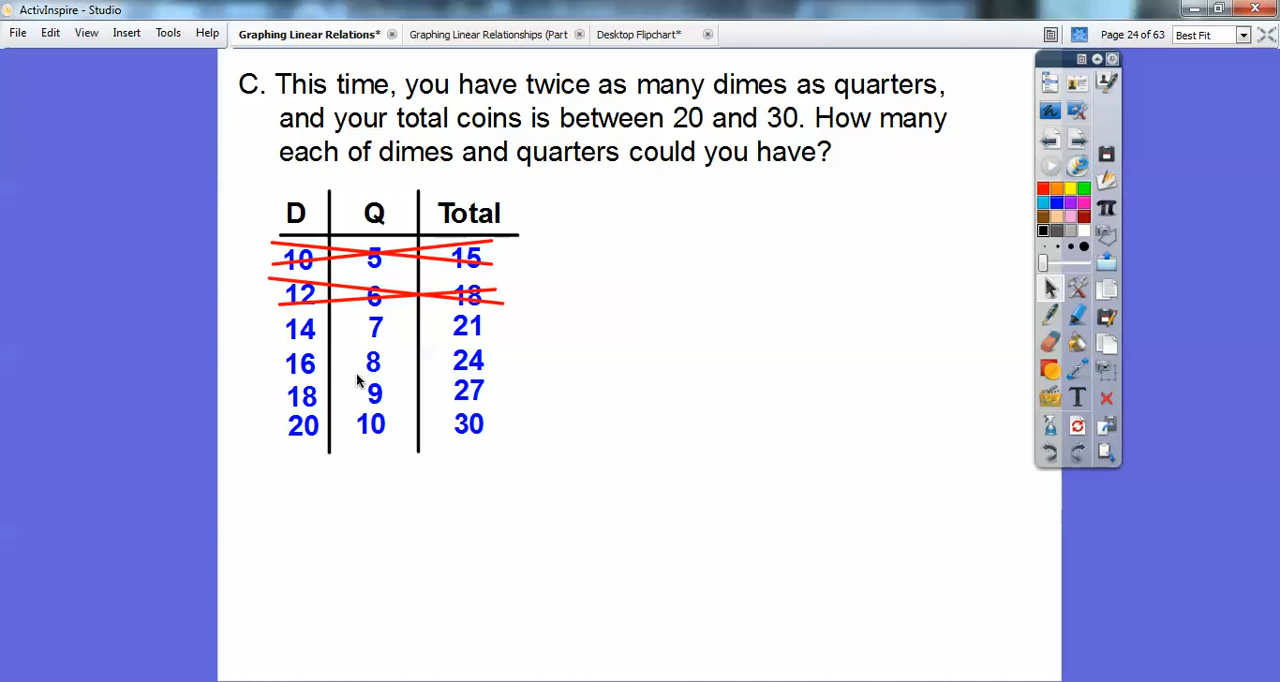 ActivInspire - Studio
File Edit View Insert Tools Help
Graphing Linear Relations* Graphing Linear Relationships (Part Desktop Flipchart* Page 24 of 63 Best Fit
C. This time, you have twice as many dimes as quarters,
and your total coins is between 20 and 30. How many
each of dimes and quarters could you have?
D Q Total
10 5 15
12 6 18
14 7 21
16 8 24
18 9 27
20 10 30